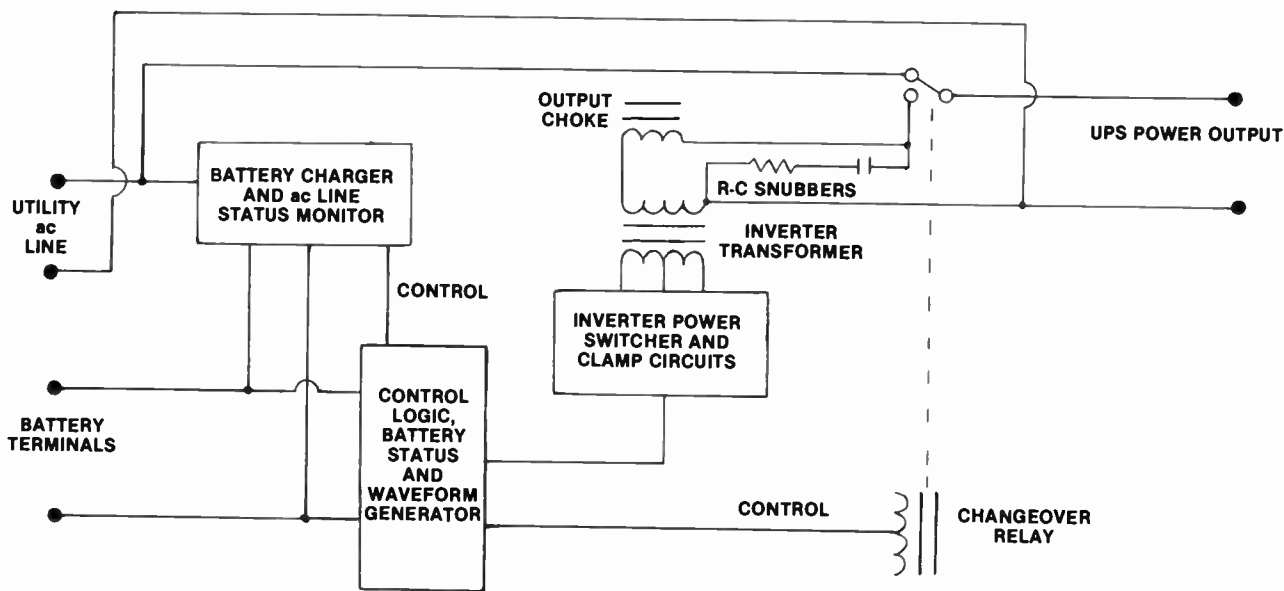 OUTPUT
CHOKE
UPS POWER OUTPUT
BATTERY CHARGER
AND ac LINE
STATUS MONITOR
R-C SNUBBERS
UTILITY
ac
LINE
INVERTER
TRANSFORMER
CONTROL
INVERTER POWER
SWITCHER AND
CLAMP CIRCUITS
BATTERY
TERMINALS
CONTROL
LOGIC,
BATTERY
STATUS
AND
WAVEFORM
GENERATOR
CONTROL
CHANGEOVER
RELAY